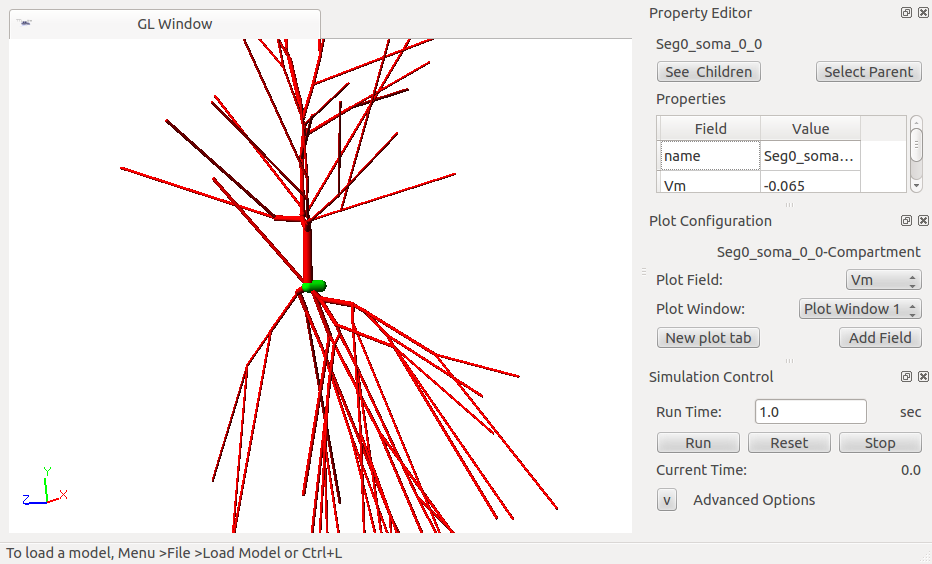 GL Window
Y
Z
X
Property Editor
Seg0_soma_0_0
See Children
Select Parent
Properties
Field Value
name Seg0_soma...
Vm -0.065
Plot Configuration
Seg0_soma_0_0-Compartment
Plot Field: Vm
Plot Window: Plot Window 1
New plot tab
Add Field
Simulation Control
Run Time: 1.0 sec
Run Reset Stop
Current Time: 0.0
v Advanced Options
To load a model, Menu >File >Load Model or Ctrl+L